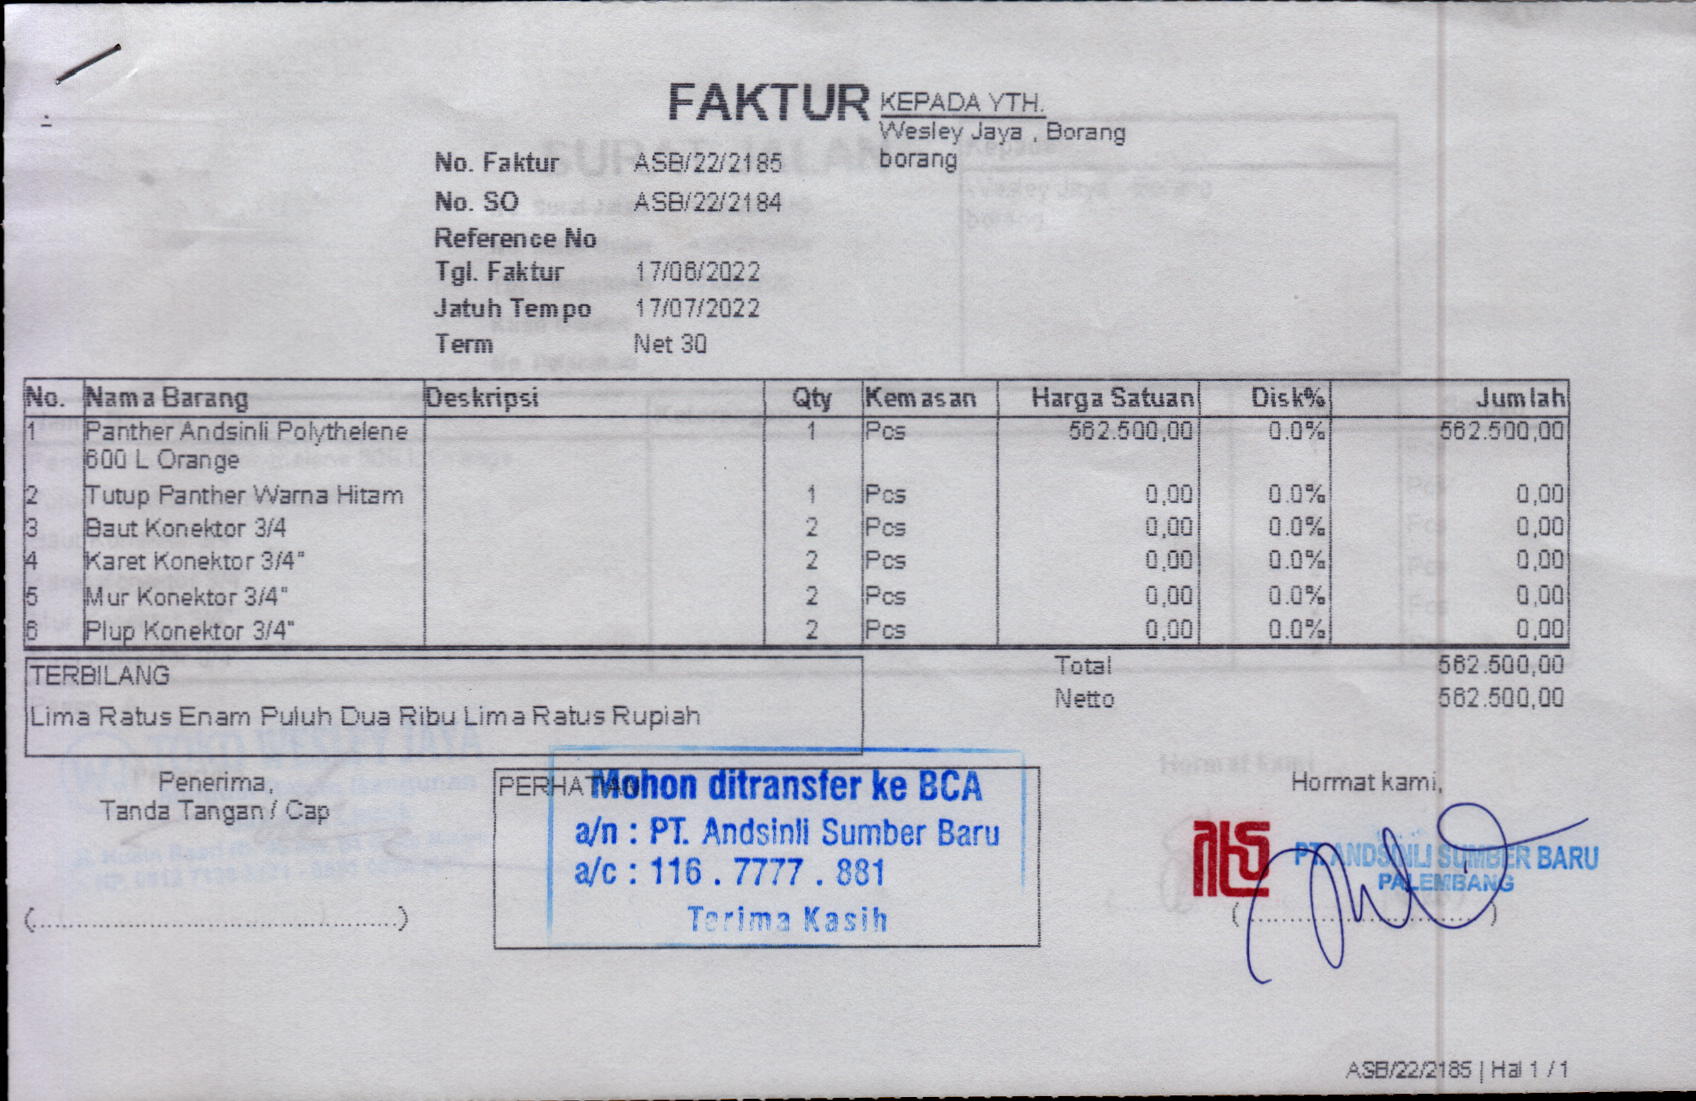 FAKTUR
KEPADA YTH.
Wesley Jaya , Borang
borang
No. Faktur ASB/22/2185
No. SO ASB/22/2184
Reference No
Tgl. Faktur 17/06/2022
Jatuh Tempo 17/07/2022
Term Net 30
No. Nama Barang Deskripsi Qty Kemasan Harga Satuan Disk% Jumlah
1 Panther Andsinli Polythelene 1 Pcs 562.500,00 0.0% 562.500,00
600 L Orange
2 Tutup Panther Warna Hitam 1 Pcs 0,00 0.0% 0,00
3 Baut Konektor 3/4 2 Pcs 0,00 0.0% 0,00
4 Karet Konektor 3/4" 2 Pcs 0,00 0.0% 0,00
5 Mur Konektor 3/4" 2 Pcs 0,00 0.0% 0,00
6 Plup Konektor 3/4" 2 Pcs 0,00 0.0% 0,00
TERBILANG
Lima Ratus Enam Puluh Dua Ribu Lima Ratus Rupiah
Total 562.500,00
Netto 562.500,00
Penerima,
Tanda Tangan / Cap
PERHATIAN
Mohon ditransfer ke BCA
a/n : PT. Andsinli Sumber Baru
a/c : 116 . 7777 . 881
Terima Kasih
Hormat kami,
PT. ANDSINLI SUMBER BARU
PALEMBANG
ASB/22/2185 | Hal 1 / 1